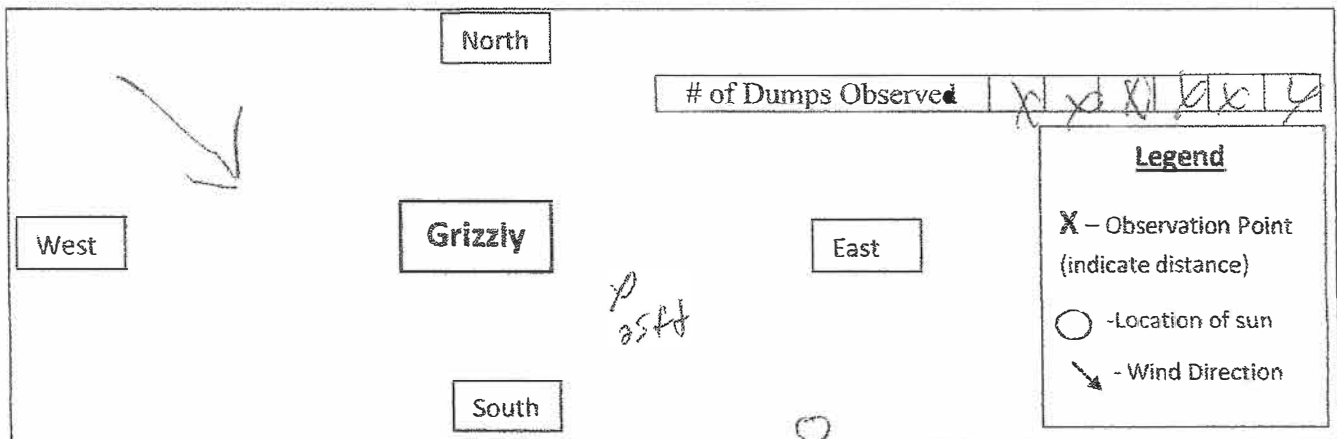 North
# of Dumps Observed X X X X X X
Legend
X – Observation Point
(indicate distance)
-Location of sun
- Wind Direction
West
Grizzly
East
X
25ft
South